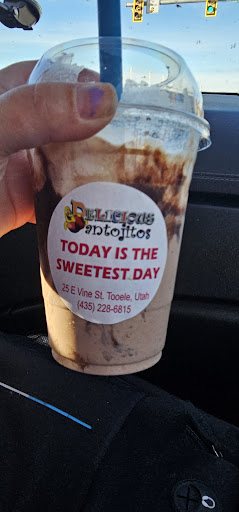 DELICIOUS
antojitos
TODAY IS THE
SWEETEST DAY
25 E Vine St. Tooele, Utah
(435) 228-6815